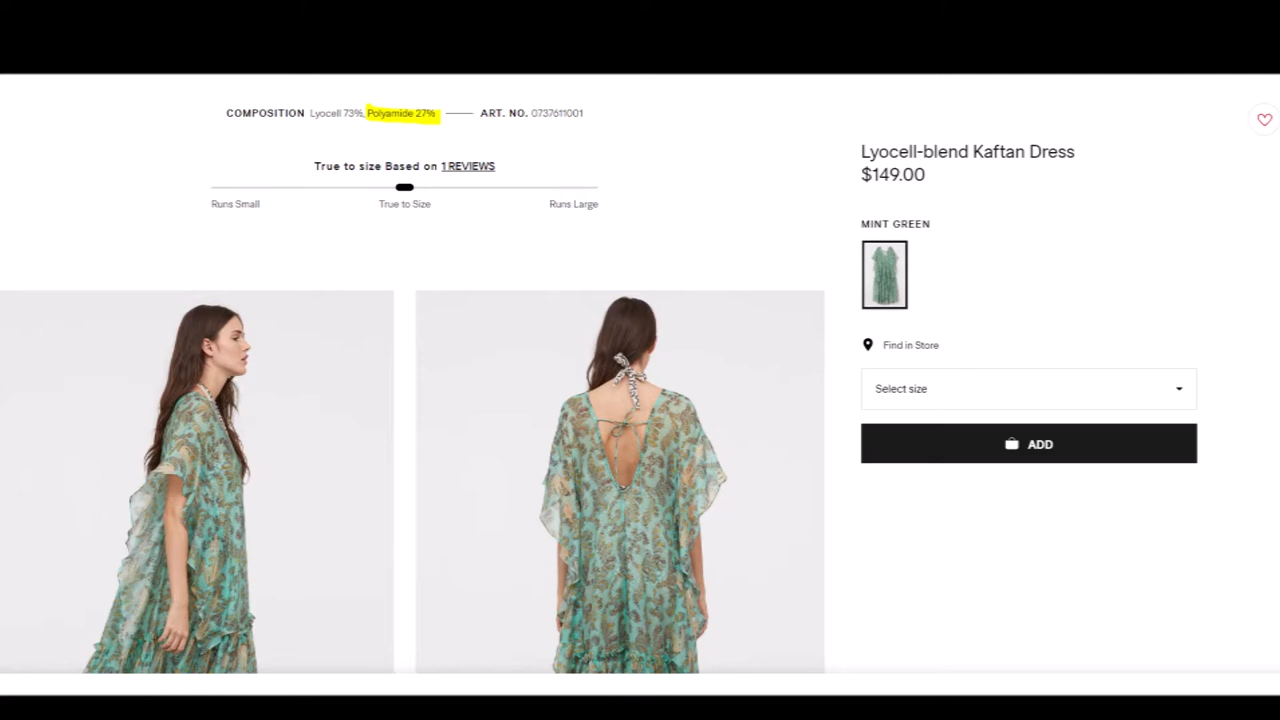 COMPOSITION Lyocell 73%, Polyamide 27% ART. NO. 0737611001
True to size Based on 1 REVIEWS
Runs Small True to Size Runs Large
Lyocell-blend Kaftan Dress
$149.00
MINT GREEN
Find in Store
Select size
ADD